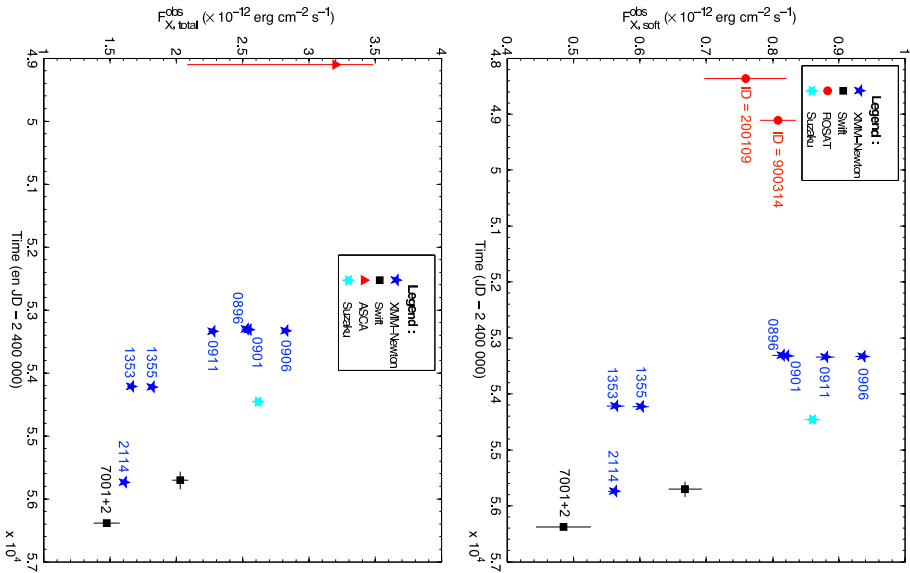 F^obs_X, soft (× 10^−12 erg cm^−2 s^−1)
1
0.9
0.8
0.7
0.6
0.5
0.4
0906
0911
0901
0896
ID = 900314
ID = 200109
Legend :
XMM−Newton
Swift
ROSAT
Suzaku
1355
1353
2114
7001+2
4.8 4.9 5 5.1 5.2 5.3 5.4 5.5 5.6 5.7
Time (JD − 2 400 000)
x 10^4
F^obs_X, total (× 10^−12 erg cm^−2 s^−1)
4
3.5
3
2.5
2
1.5
1
Legend :
XMM−Newton
Swift
ASCA
Suzaku
0906
0901
0896
0911
1355
1353
2114
7001+2
4.9 5 5.1 5.2 5.3 5.4 5.5 5.6 5.7
Time (en JD − 2 400 000)
x 10^4